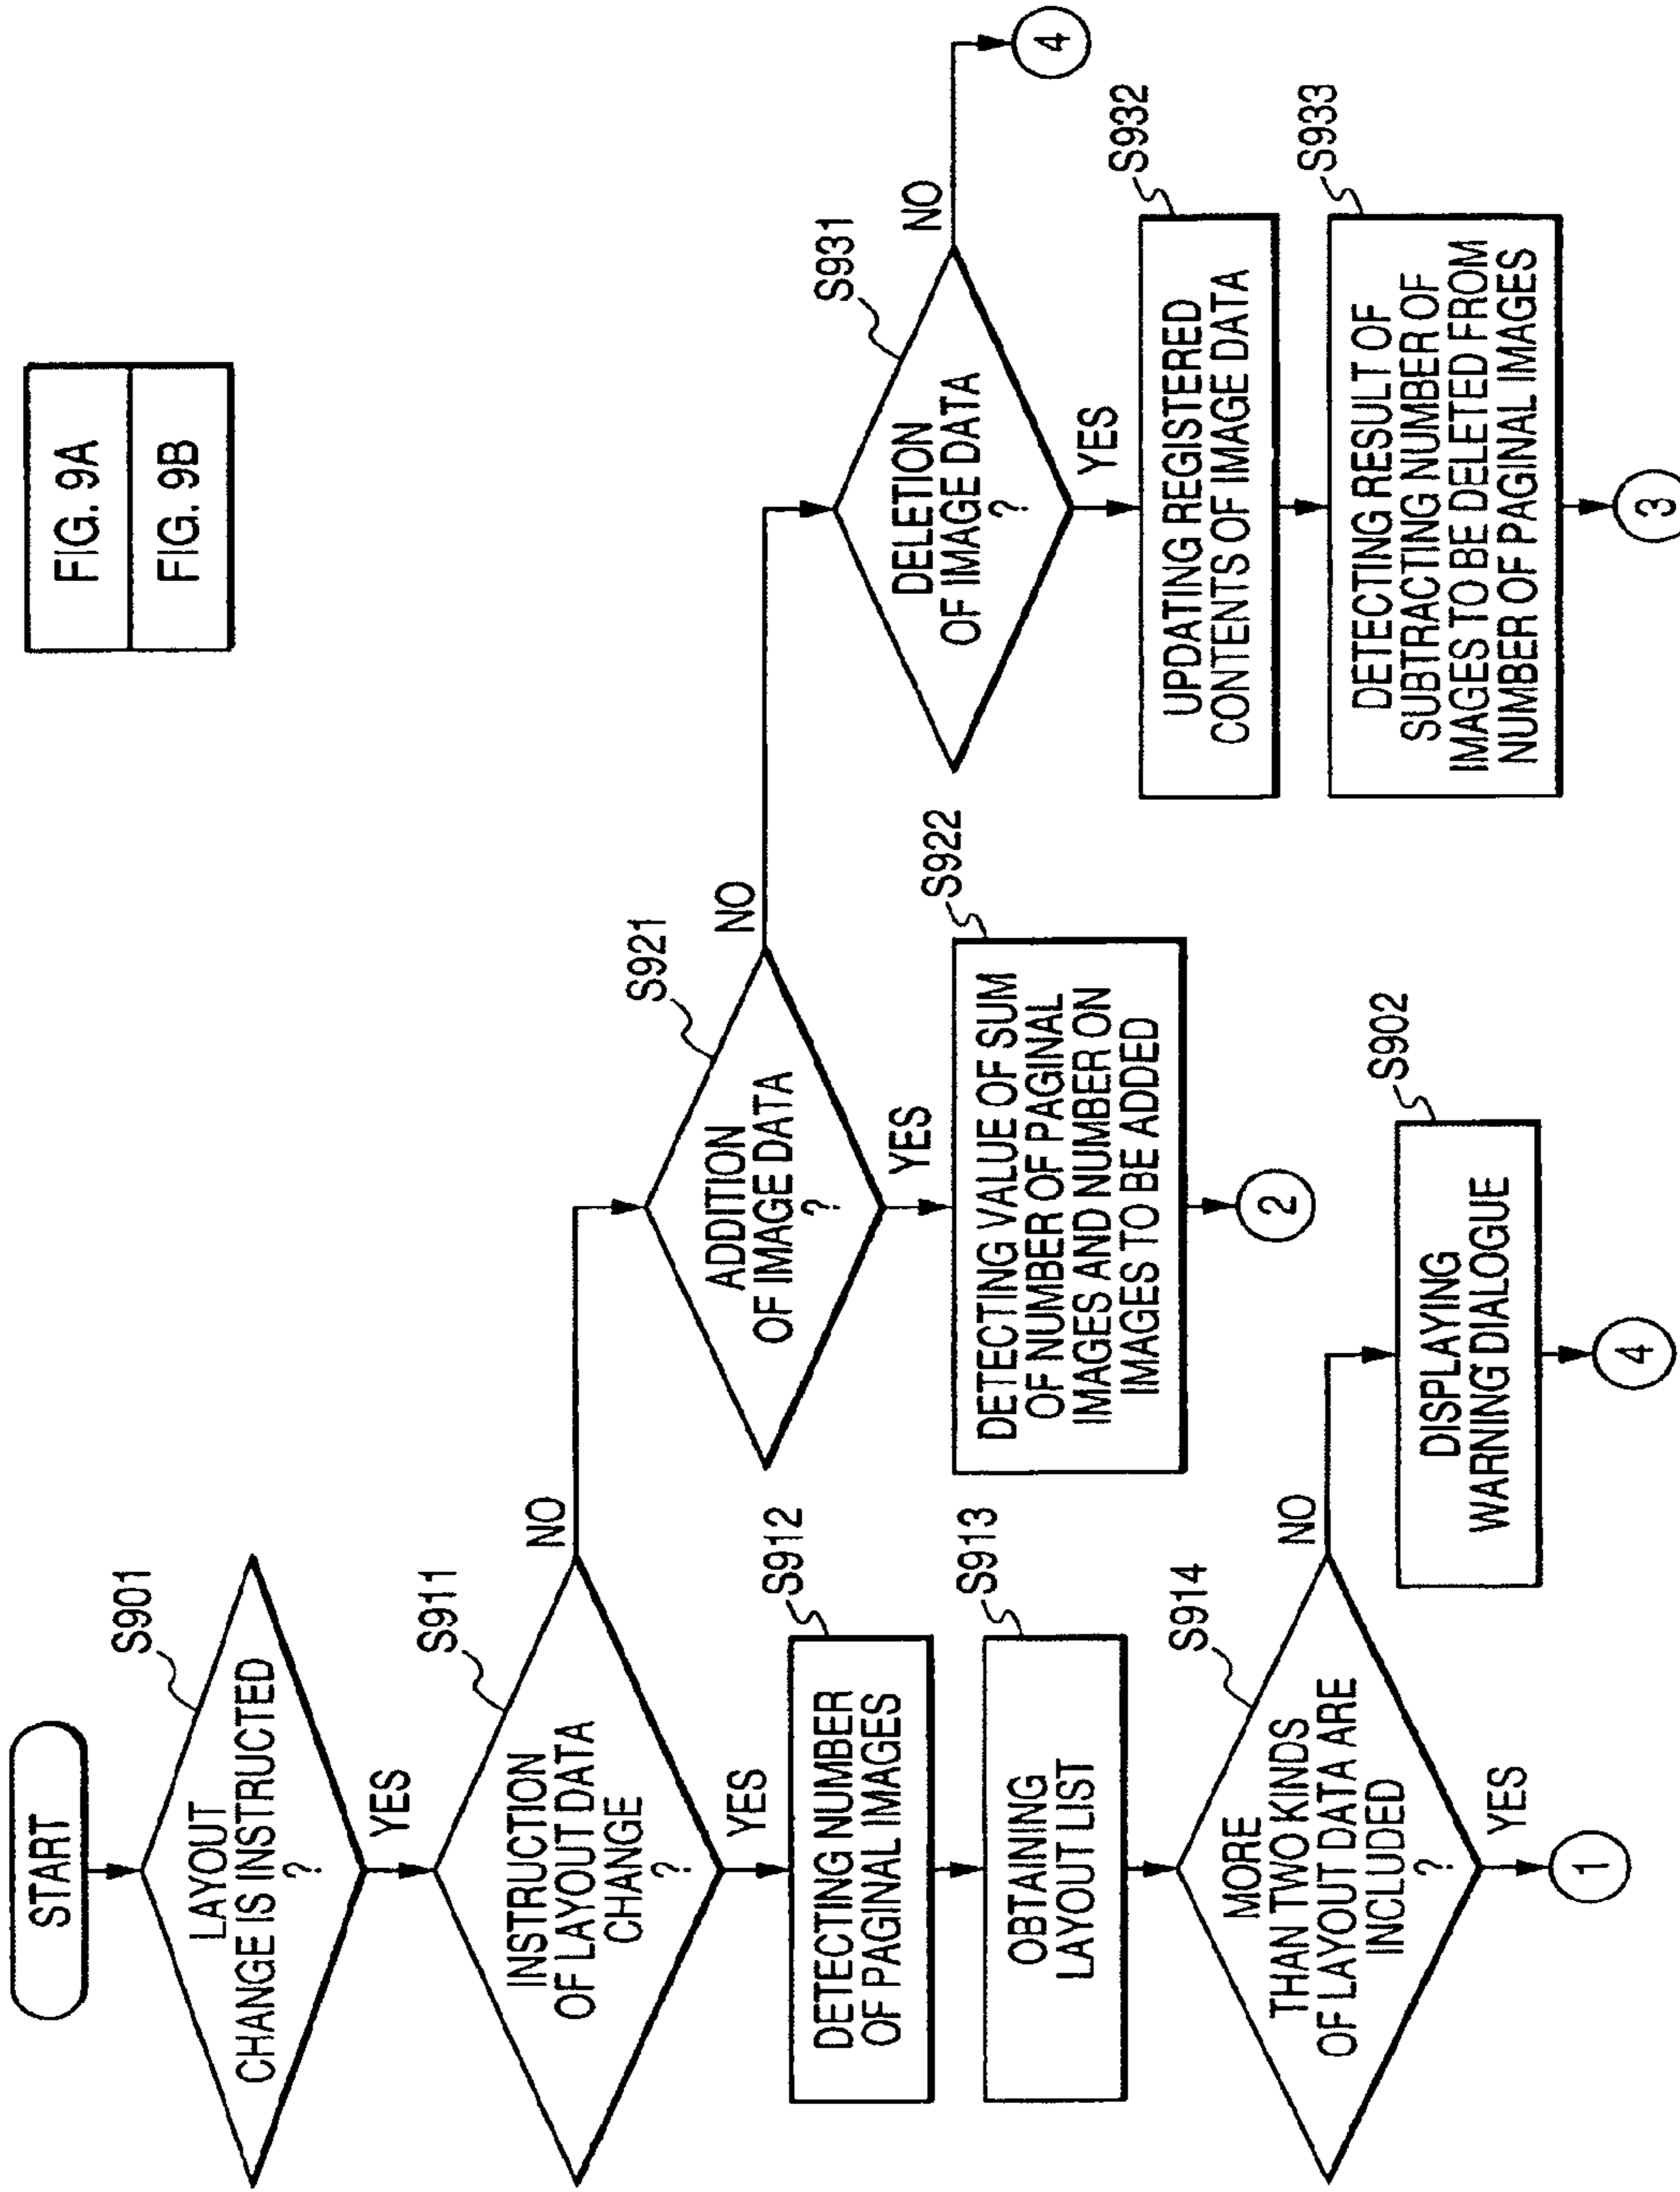 FIG. 9A
FIG. 9B
START
S901
LAYOUT
CHANGE IS INSTRUCTED
?
YES
S911
INSTRUCTION
OF LAYOUT DATA
CHANGE
?
NO
YES
S912
DETECTING NUMBER
OF PAGINAL IMAGES
S913
OBTAINING
LAYOUT LIST
S914
MORE
THAN TWO KINDS
OF LAYOUT DATA ARE
INCLUDED
?
NO
YES
1
S902
DISPLAYING
WARNING DIALOGUE
4
S921
ADDITION
OF IMAGE DATA
?
NO
YES
S922
DETECTING VALUE OF SUM
OF NUMBER OF PAGINAL
IMAGES AND NUMBER ON
IMAGES TO BE ADDED
2
S931
DELETION
OF IMAGE DATA
?
NO
4
YES
S932
UPDATING REGISTERED
CONTENTS OF IMAGE DATA
S933
DETECTING RESULT OF
SUBTRACTING NUMBER OF
IMAGES TO BE DELETED FROM
NUMBER OF PAGINAL IMAGES
3